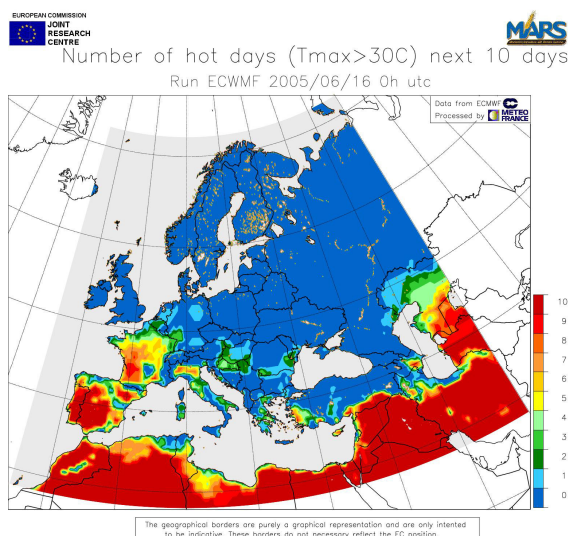 EUROPEAN COMMISSION
JOINT
RESEARCH
CENTRE
MARS
Number of hot days (Tmax>30C) next 10 days
Run ECWMF 2005/06/16 0h utc
Data from ECMWF
Processed by METEO FRANCE
10
9
8
7
6
5
4
3
2
1
0
The geographical borders are purely a graphical representation and are only intended
to be indicative. These borders do not necessary reflect the EC position.